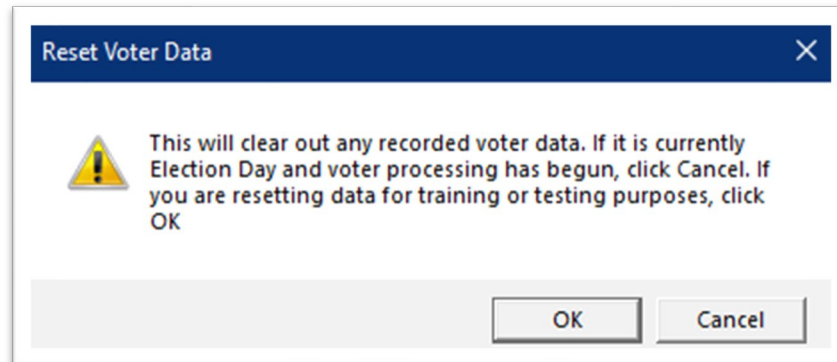 Reset Voter Data
This will clear out any recorded voter data. If it is currently
Election Day and voter processing has begun, click Cancel. If
you are resetting data for training or testing purposes, click
OK
OK
Cancel